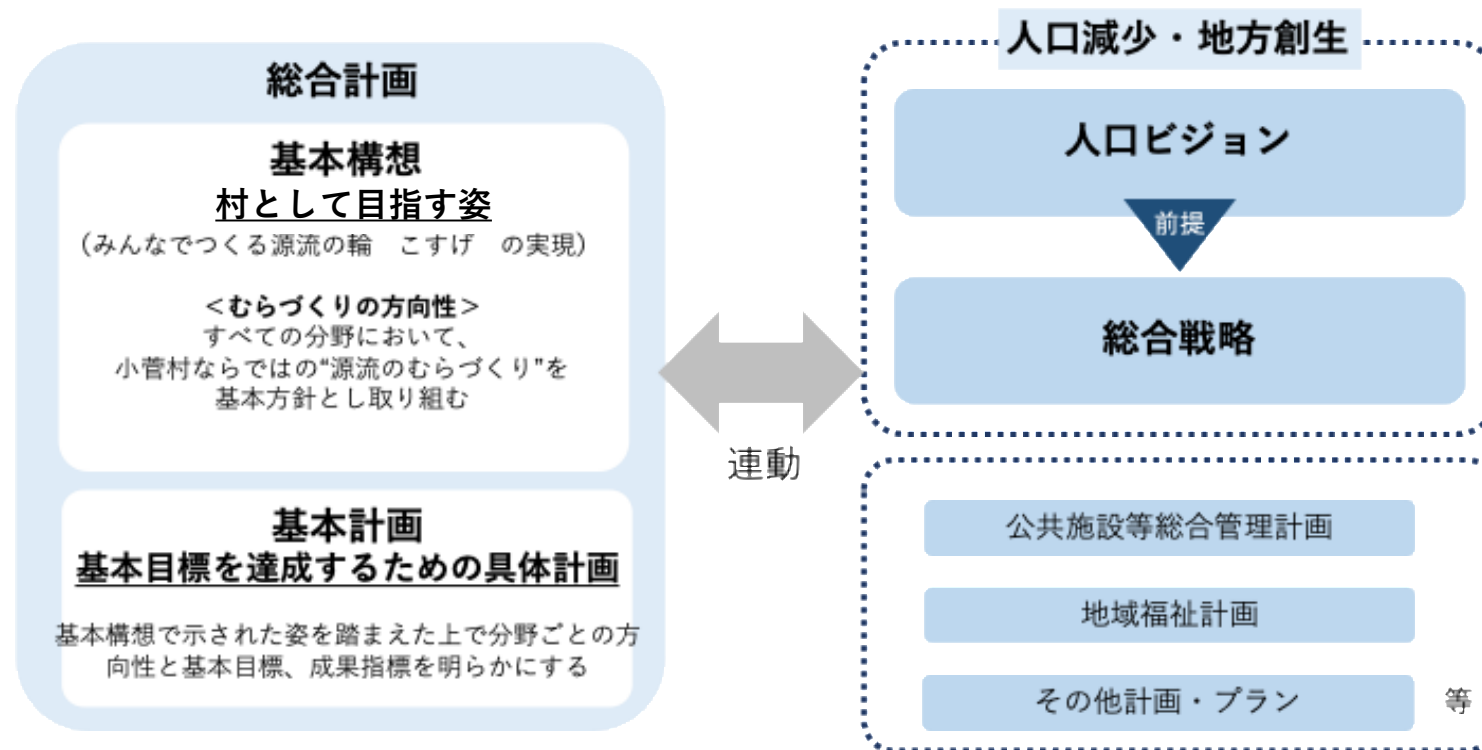 総合計画
基本構想
村として目指す姿
（みんなでつくる源流の輪　こすげ　の実現）
＜むらづくりの方向性＞
すべての分野において、
小菅村ならではの“源流のむらづくり”を
基本方針とし取り組む
基本計画
基本目標を達成するための具体計画
基本構想で示された姿を踏まえた上で分野ごとの方
向性と基本目標、成果指標を明らかにする
連動
人口減少・地方創生
人口ビジョン
前提
総合戦略
公共施設等総合管理計画
地域福祉計画
その他計画・プラン
等